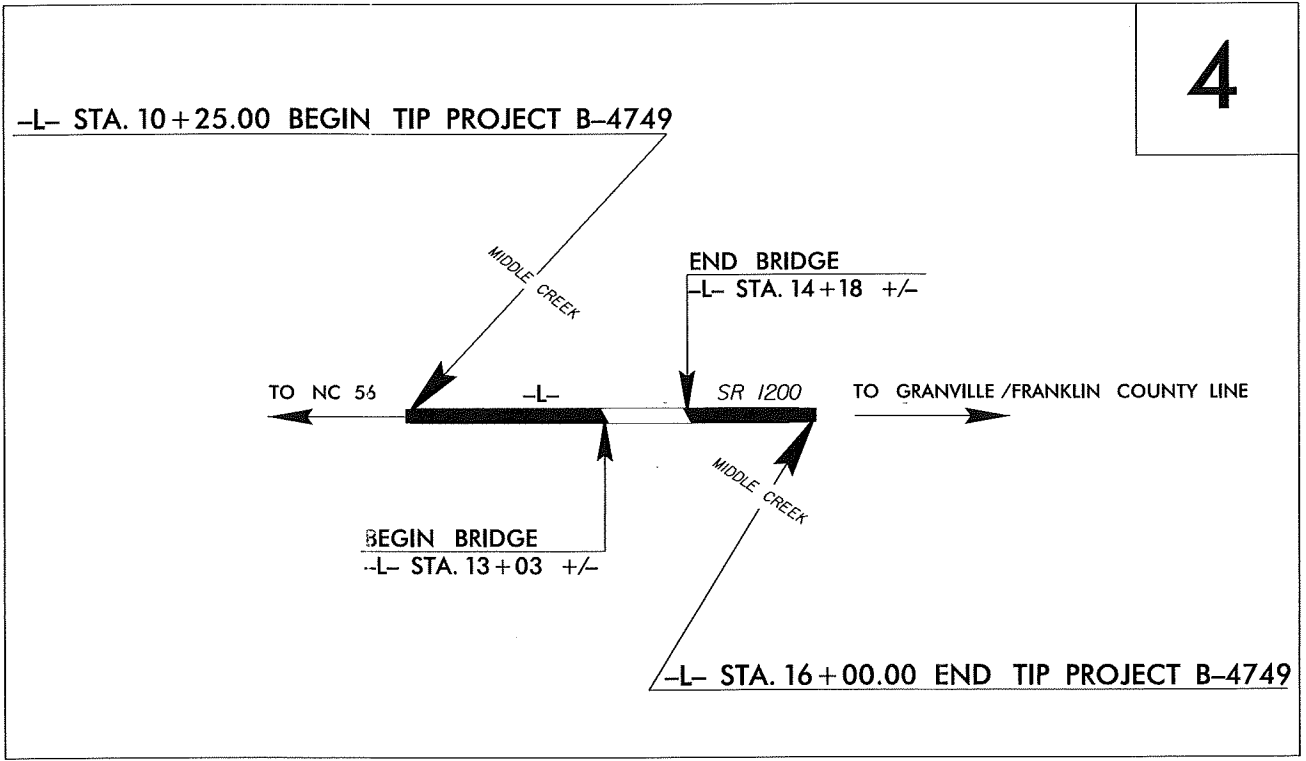 4
–L– STA. 10+25.00 BEGIN TIP PROJECT B–4749
MIDDLE CREEK
END BRIDGE
–L– STA. 14+18 +/–
TO NC 56
–L–
SR 1200
TO GRANVILLE/FRANKLIN COUNTY LINE
MIDDLE CREEK
BEGIN BRIDGE
–L– STA. 13+03 +/–
–L– STA. 16+00.00 END TIP PROJECT B–4749